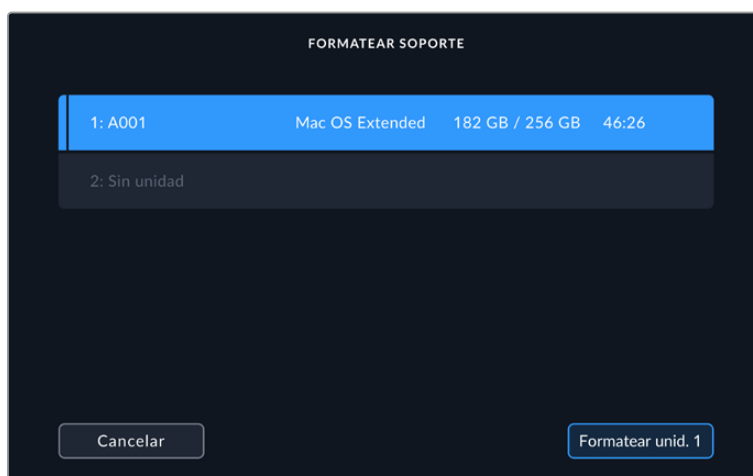 FORMATEAR SOPORTE
1: A001 Mac OS Extended 182 GB / 256 GB 46:26
2: Sin unidad
Cancelar Formatear unid. 1